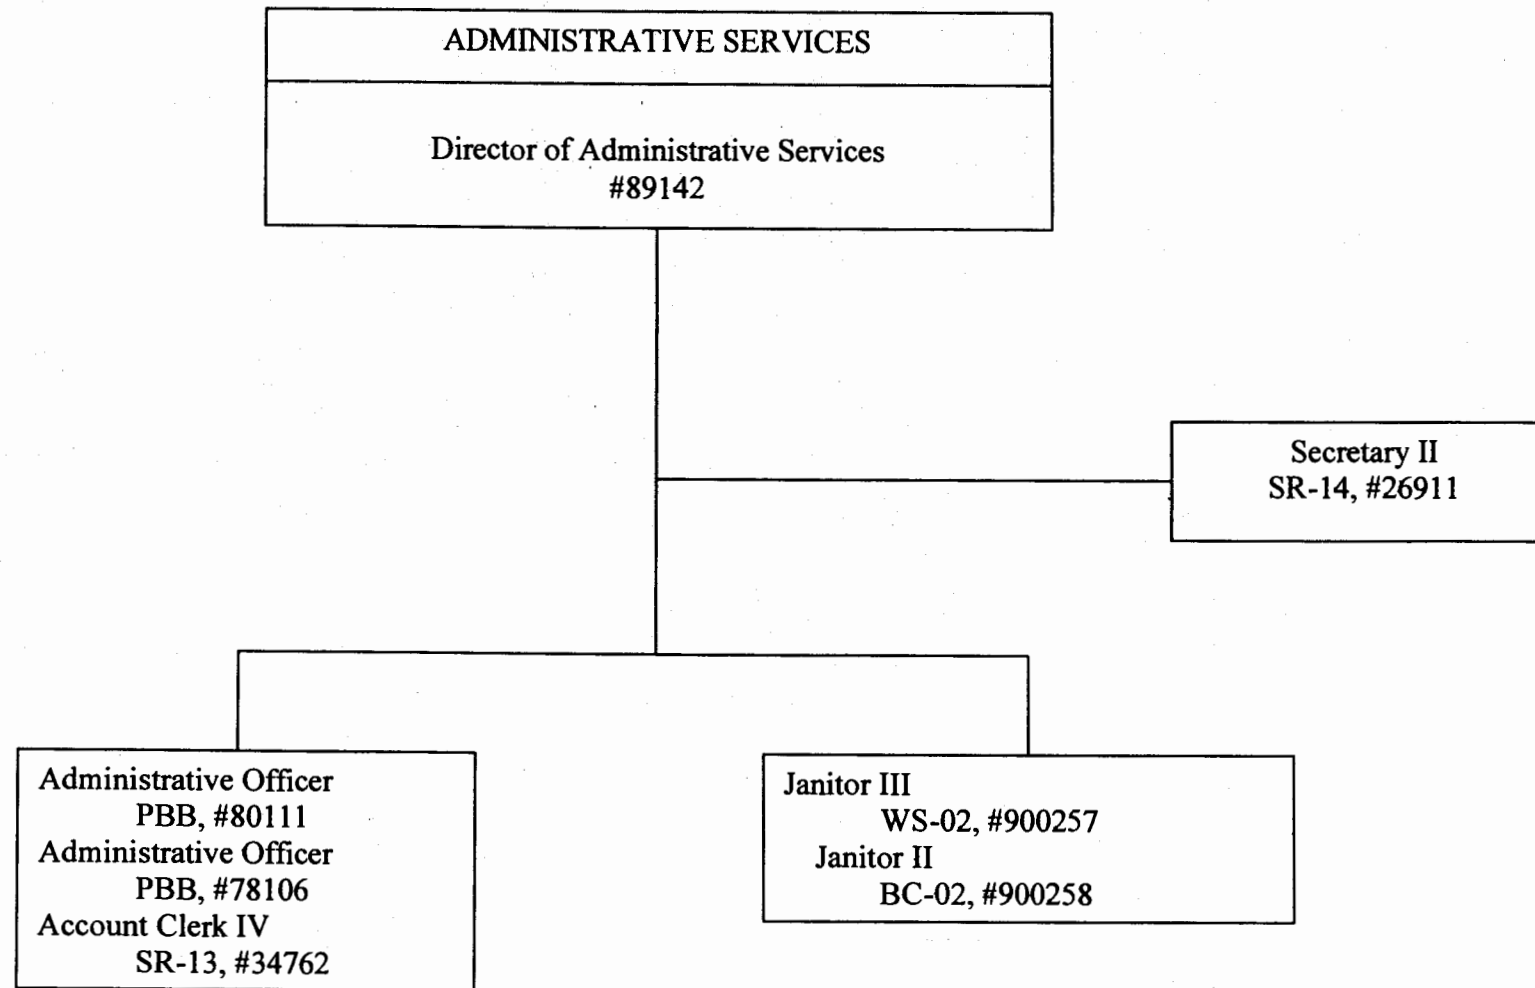 ADMINISTRATIVE SERVICES
Director of Administrative Services
#89142
Secretary II
SR-14, #26911
Administrative Officer
PBB, #80111
Administrative Officer
PBB, #78106
Account Clerk IV
SR-13, #34762
Janitor III
WS-02, #900257
Janitor II
BC-02, #900258